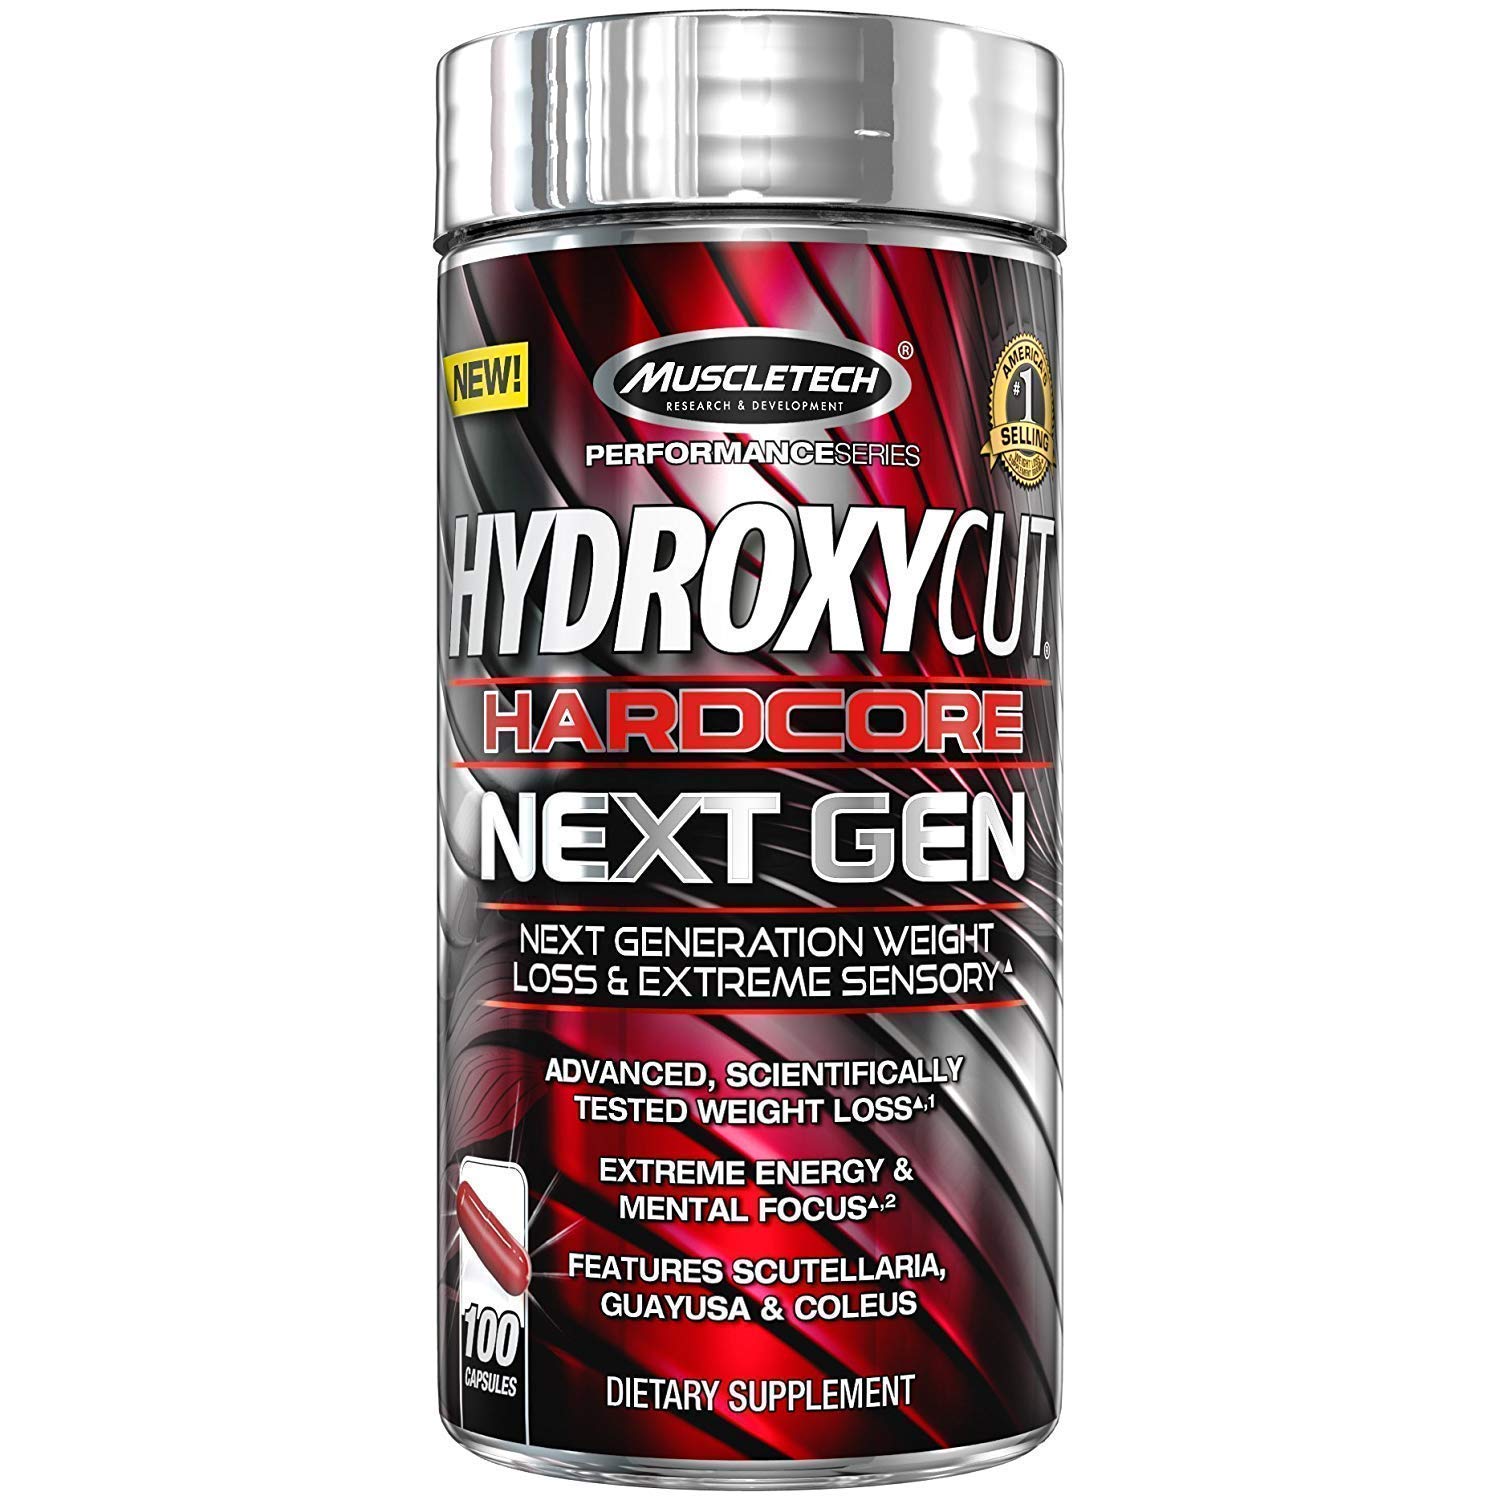 NEW!
MUSCLETECH®
RESEARCH & DEVELOPMENT
PERFORMANCESERIES
AMERICA'S
#1
SELLING
HYDROXYCUT®
HARDCORE
NEXT GEN
NEXT GENERATION WEIGHT
LOSS & EXTREME SENSORY▲
ADVANCED, SCIENTIFICALLY
TESTED WEIGHT LOSS▲,1
EXTREME ENERGY &
MENTAL FOCUS▲,2
FEATURES SCUTELLARIA,
GUAYUSA & COLEUS
100
CAPSULES
DIETARY SUPPLEMENT